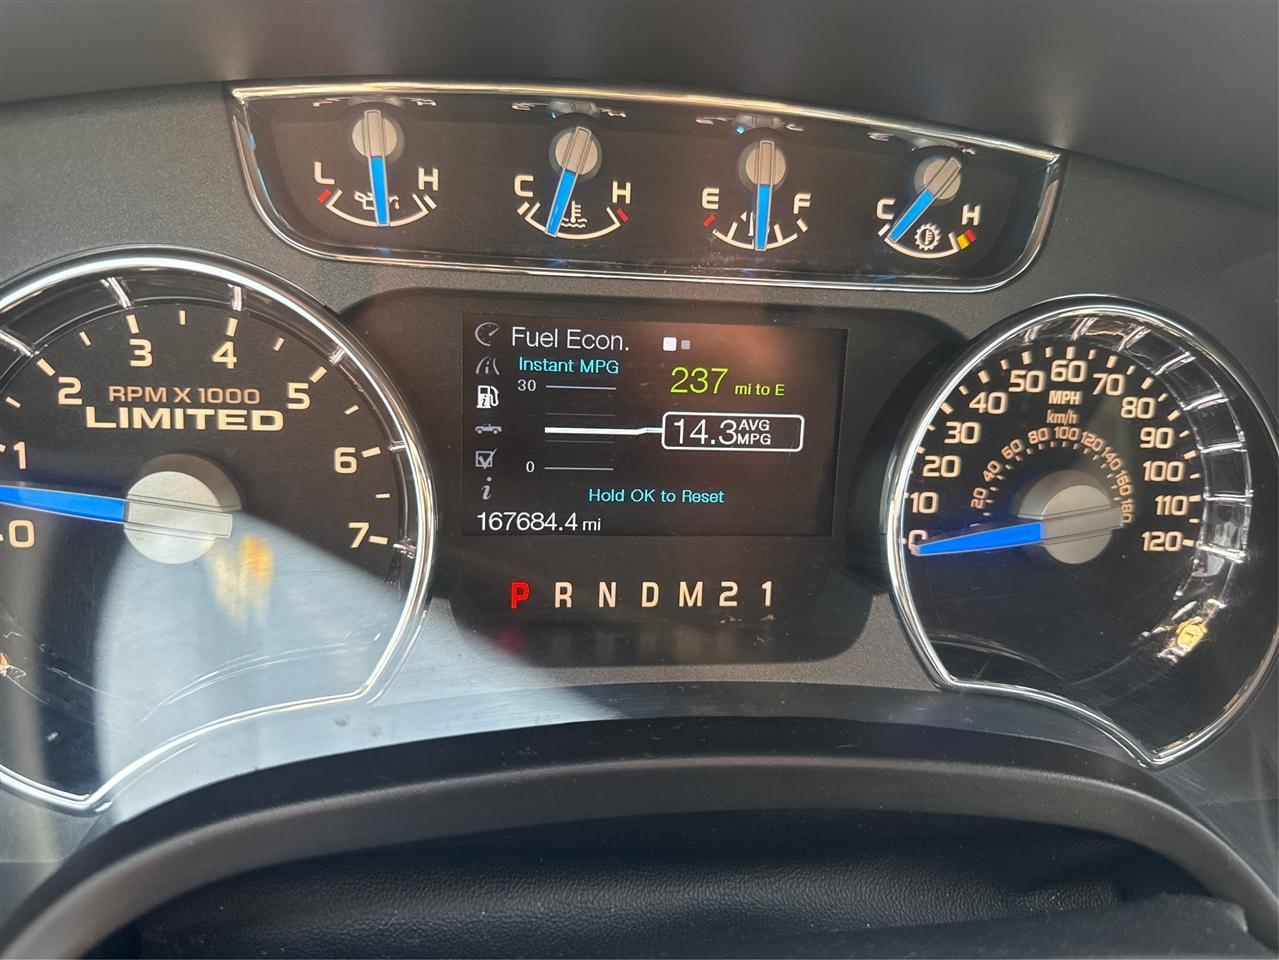 L H
C H
E F
C H
0 1 2 3 4 5 6 7
RPM X 1000
LIMITED
Fuel Econ.
Instant MPG
30
237 mi to E
14.3 AVG MPG
0
Hold OK to Reset
167684.4 mi
P R N D M 2 1
0 10 20 30 40 50 60 70 80 90 100 110 120
MPH
km/h
20 40 60 80 100 120 140 160 180